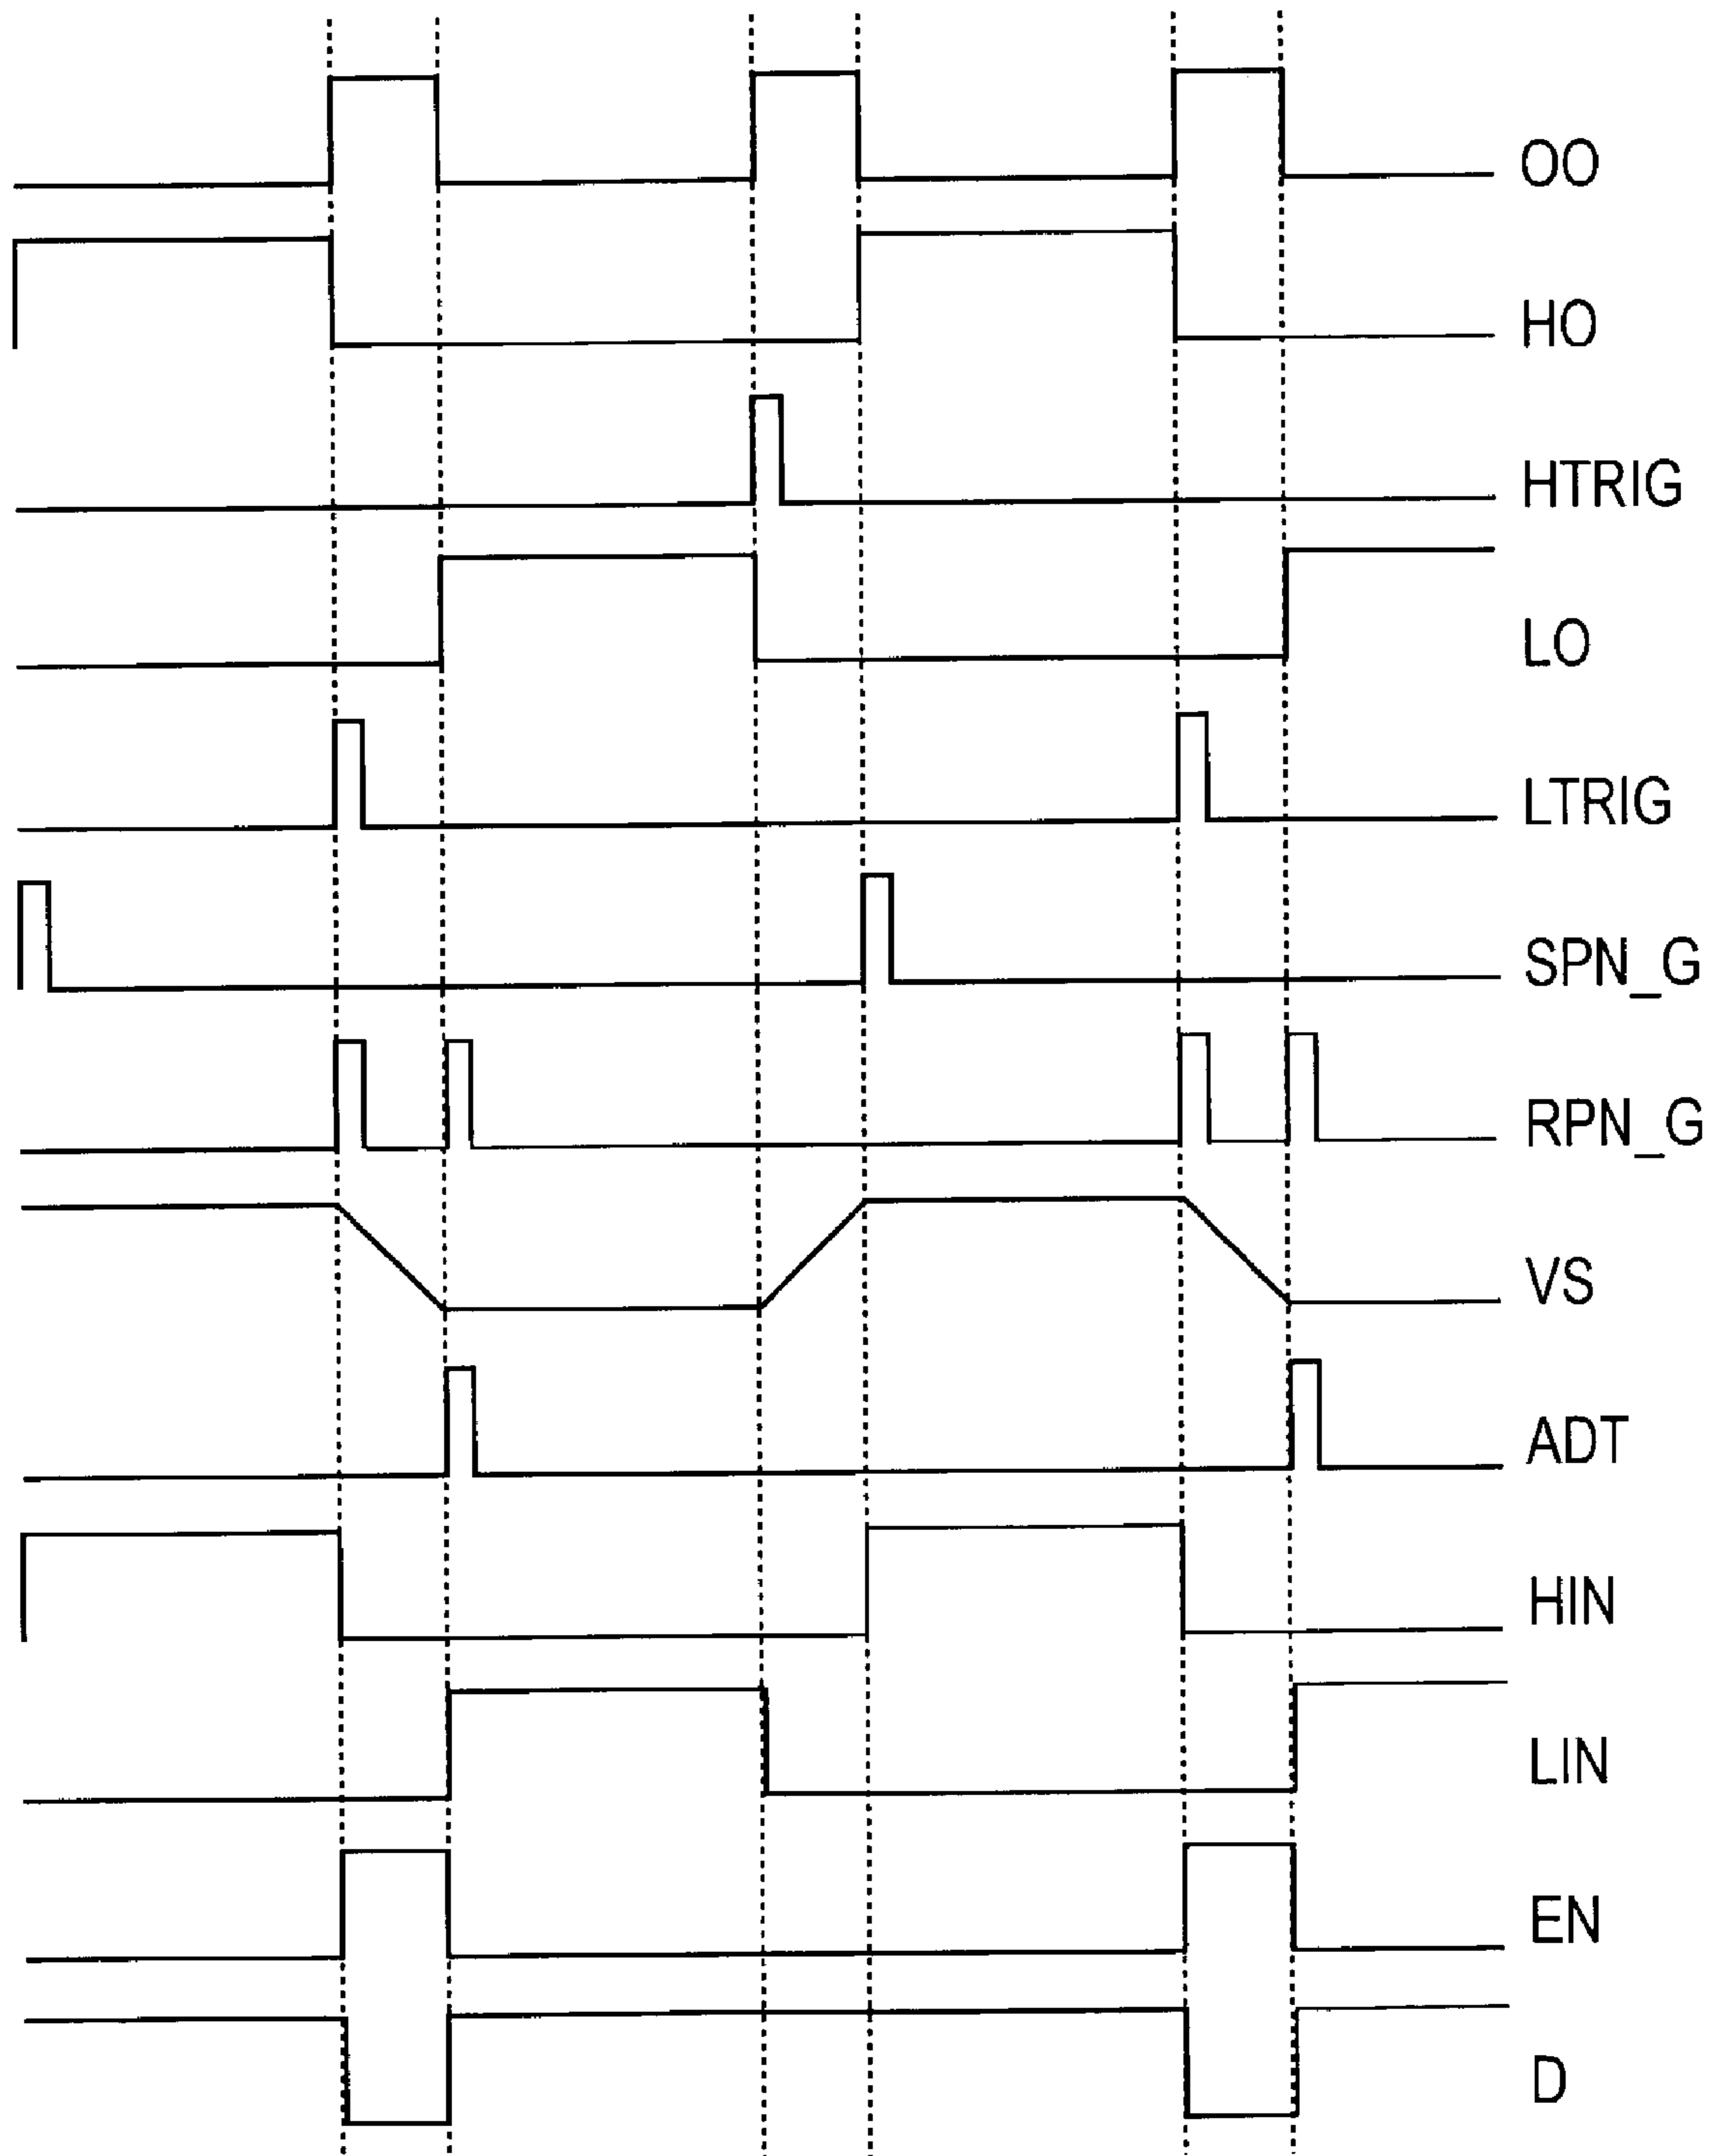 OO
HO
HTRIG
LO
LTRIG
SPN_G
RPN_G
VS
ADT
HIN
LIN
EN
D